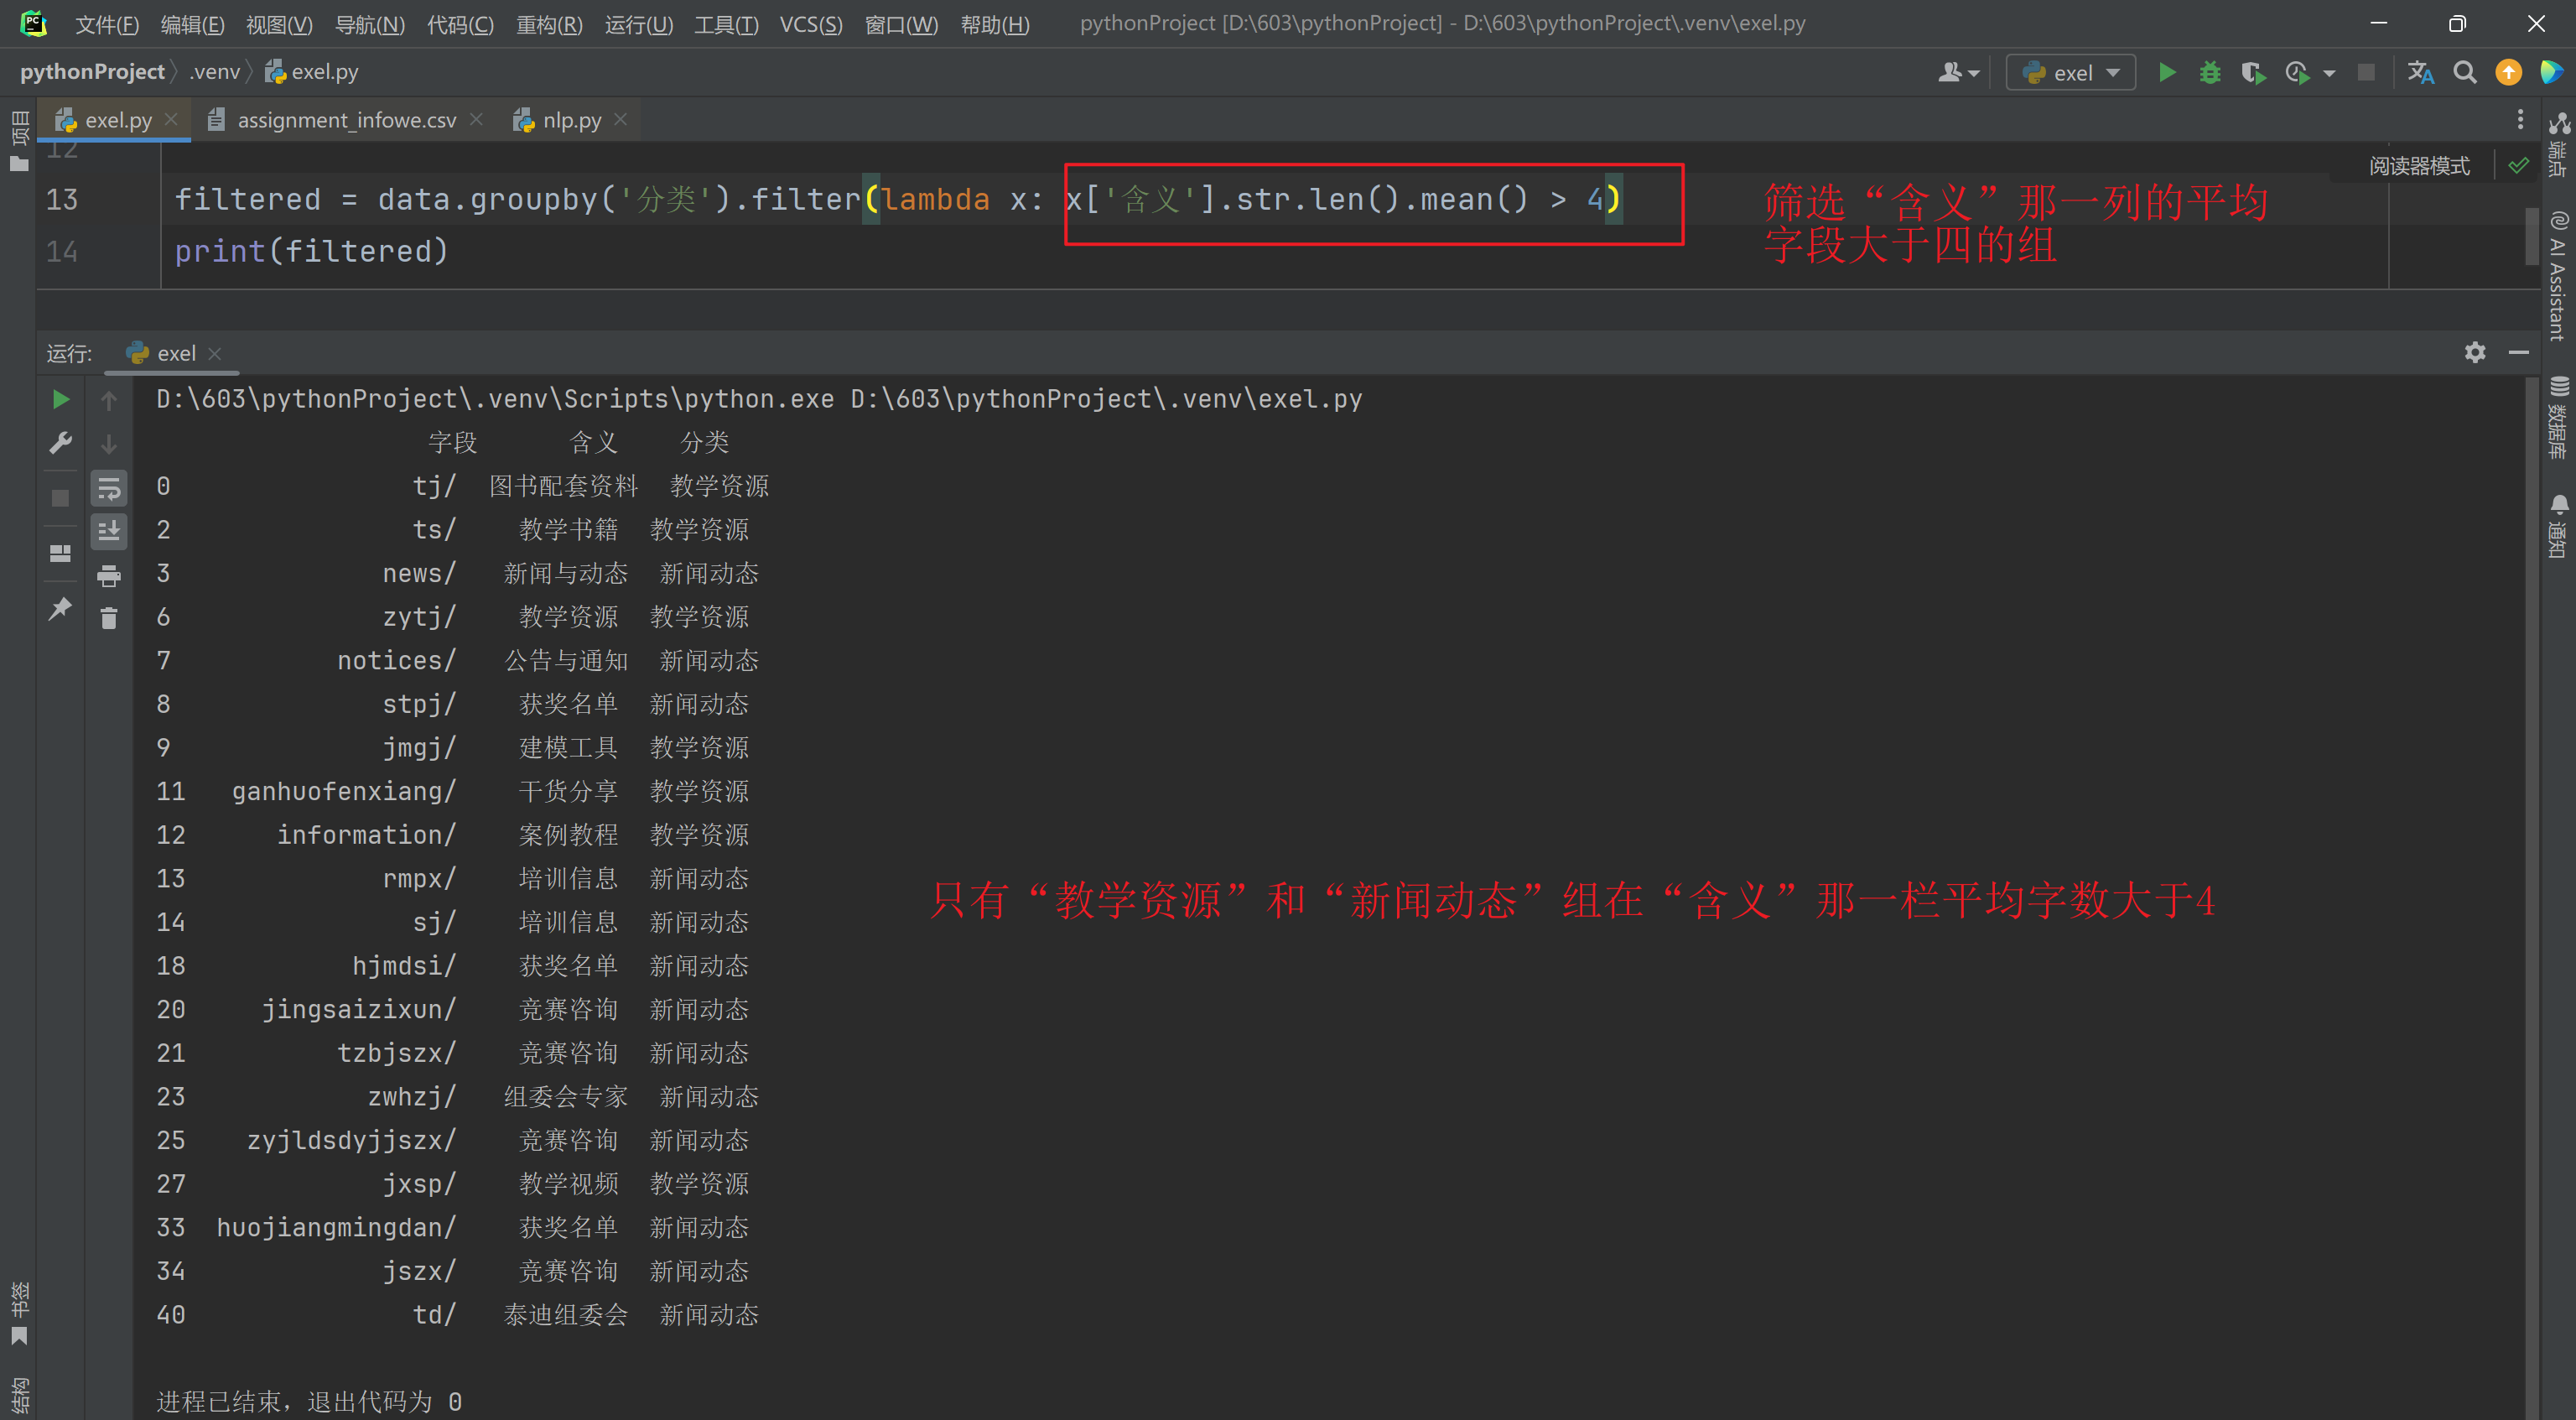 文件(F) 编辑(E) 视图(V) 导航(N) 代码(C) 重构(R) 运行(U) 工具(T) VCS(S) 窗口(W) 帮助(H) pythonProject [D:\603\pythonProject] - D:\603\pythonProject\.venv\exel.py
pythonProject .venv exel.py exel
项目 exel.py assignment_infowe.csv nlp.py
12
阅读器模式
端点
13 filtered = data.groupby('分类').filter(lambda x: x['含义'].str.len().mean() > 4)
14 print(filtered)
筛选“含义”那一列的平均
字段大于四的组
AI Assistant
运行: exel
数据库
通知
D:\603\pythonProject\.venv\Scripts\python.exe D:\603\pythonProject\.venv\exel.py
字段 含义 分类
0 tj/ 图书配套资料 教学资源
2 ts/ 教学书籍 教学资源
3 news/ 新闻与动态 新闻动态
6 zytj/ 教学资源 教学资源
7 notices/ 公告与通知 新闻动态
8 stpj/ 获奖名单 新闻动态
9 jmgj/ 建模工具 教学资源
11 ganhuofenxiang/ 干货分享 教学资源
12 information/ 案例教程 教学资源
13 rmpx/ 培训信息 新闻动态
14 sj/ 培训信息 新闻动态
18 hjmdsi/ 获奖名单 新闻动态
20 jingsaizixun/ 竞赛咨询 新闻动态
21 tzbjszx/ 竞赛咨询 新闻动态
23 zwhzj/ 组委会专家 新闻动态
25 zyjldsdyjjszx/ 竞赛咨询 新闻动态
27 jxsp/ 教学视频 教学资源
33 huojiangmingdan/ 获奖名单 新闻动态
34 jszx/ 竞赛咨询 新闻动态
40 td/ 泰迪组委会 新闻动态
只有“教学资源”和“新闻动态”组在“含义”那一栏平均字数大于4
书签
结构
进程已结束，退出代码为 0